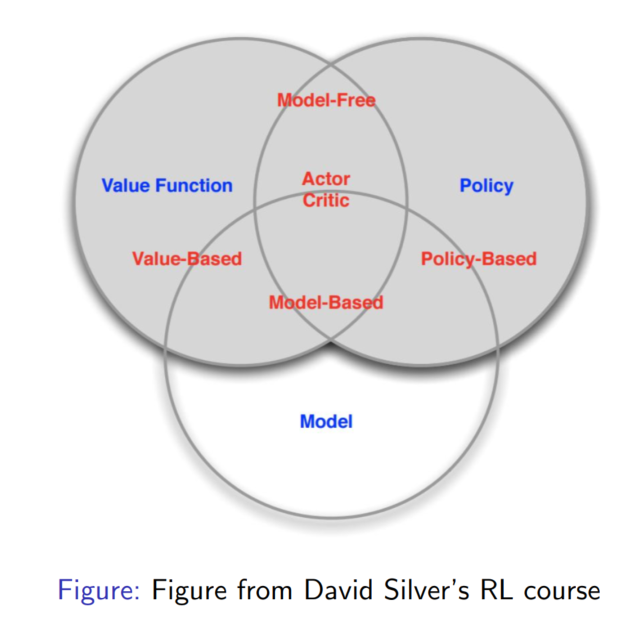 Model-Free
Value Function
Actor
Critic
Policy
Value-Based
Policy-Based
Model-Based
Model
Figure: Figure from David Silver's RL course